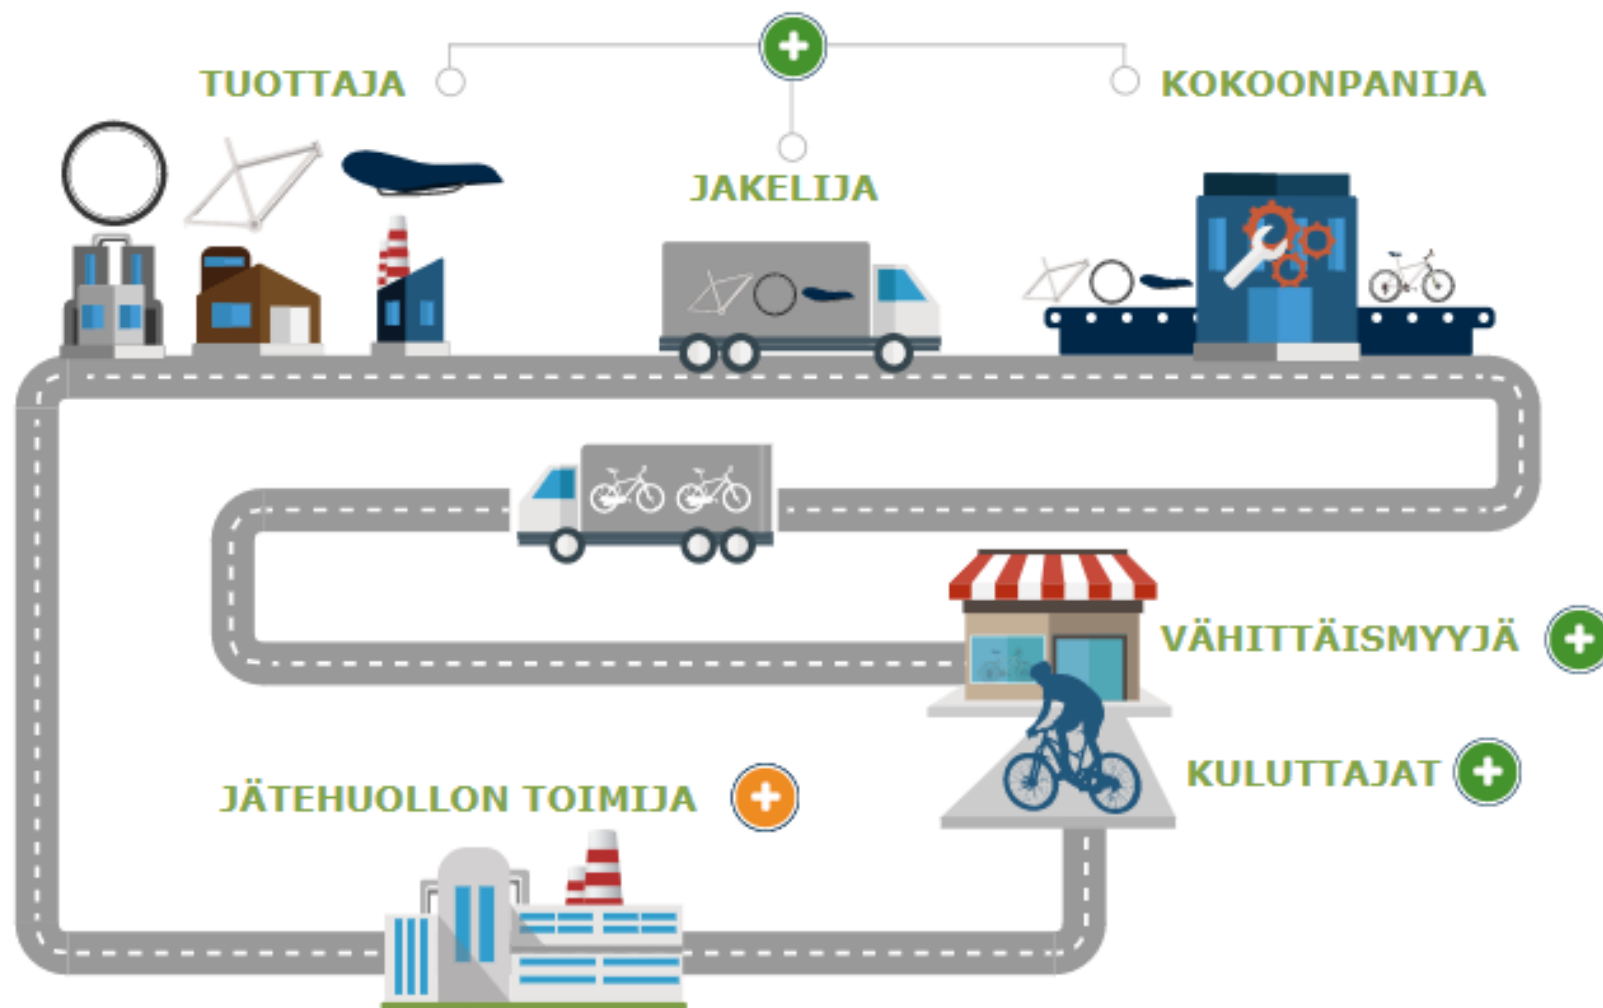 TUOTTAJA
KOKOONPANIJA
JAKELIJA
VÄHITTÄISMYYJÄ
KULUTTAJAT
JÄTEHUOLLON TOIMIJA